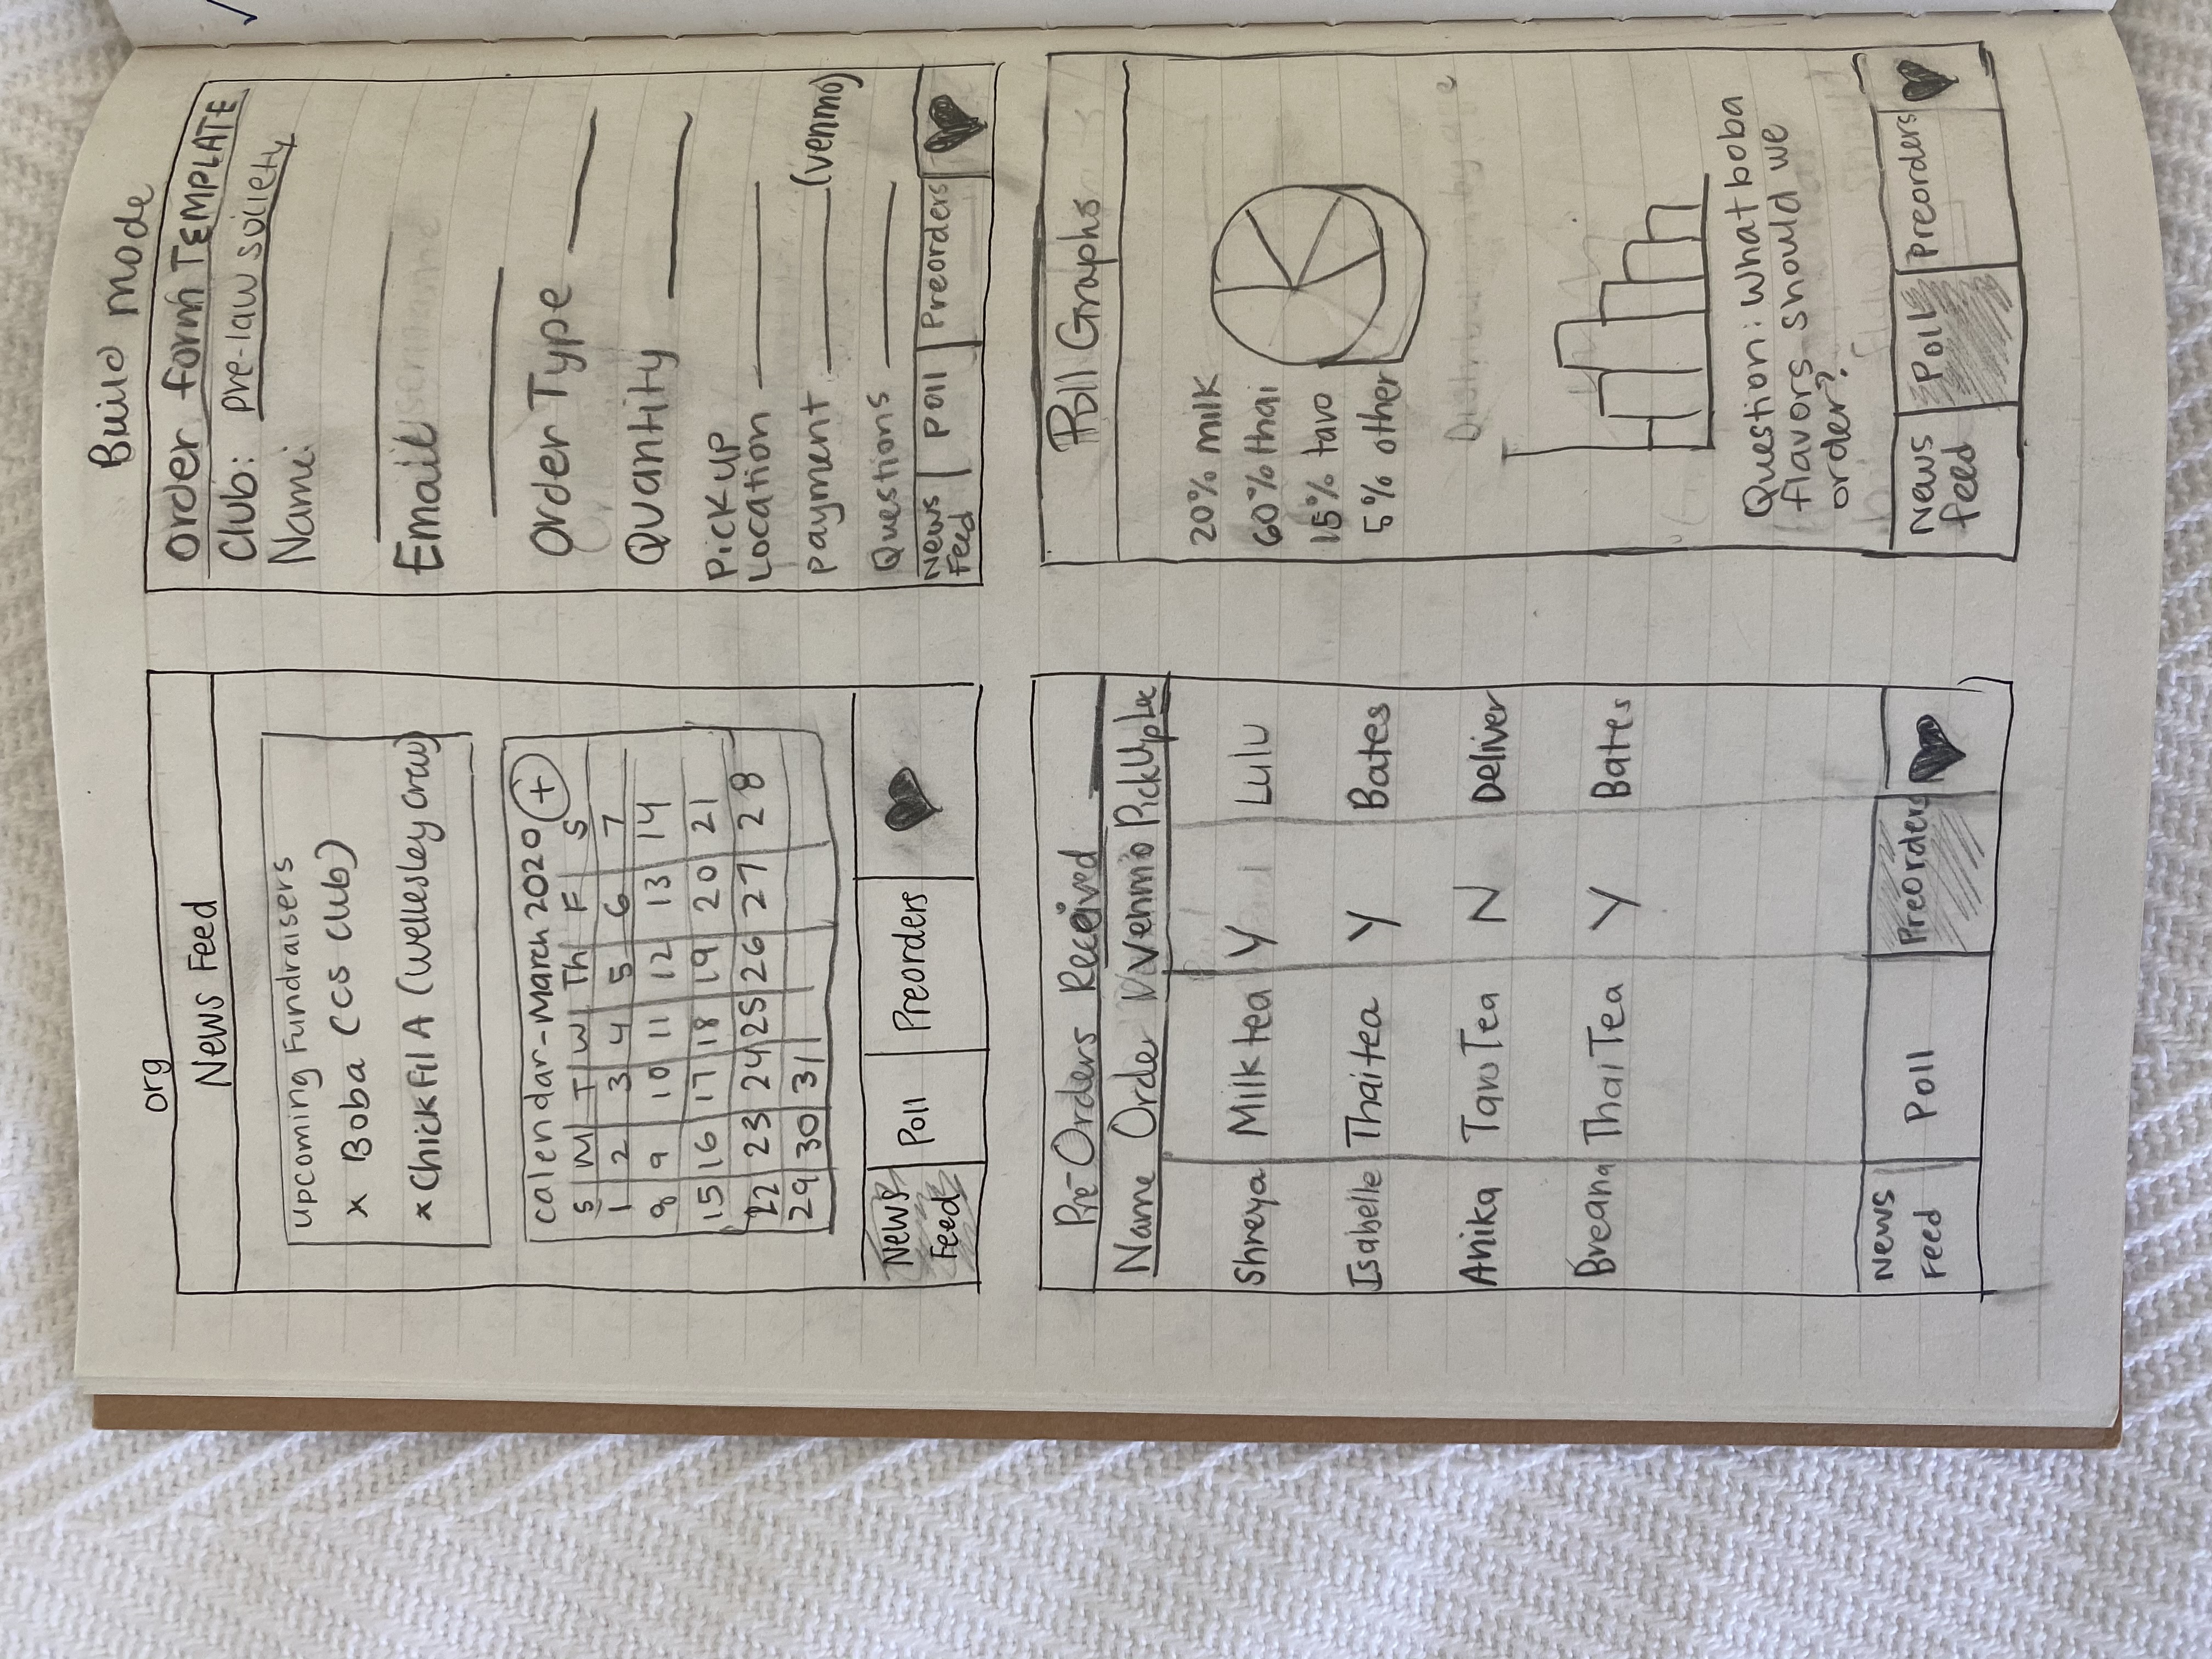 org
News Feed
Upcoming Fundraisers
x Boba (CS Club)
x Chick Fil A (Wellesley Crew)
calendar - March 2020 +
S M T W Th F S
1 2 3 4 5 6 7
8 9 10 11 12 13 14
15 16 17 18 19 20 21
22 23 24 25 26 27 28
29 30 31
News Feed Poll Preorders
Build mode
Order form TEMPLATE
Club: pre-law society
Name:
Email
Order Type
Quantity
Pick up
Location
payment (venmo)
Questions
News Feed Poll Preorders
Pre-Orders Received
Name Order Venmo PickUp Loc
Shreya Milk tea Y Lulu
Isabelle Thai tea Y Bates
Anika Taro Tea N Deliver
Breana Thai Tea Y Bates
News Feed Poll Preorders
Poll Graphs
20% milk
60% thai
15% taro
5% other
Distribution by age
Question: What boba
flavors should we
order?
News feed Poll Preorders